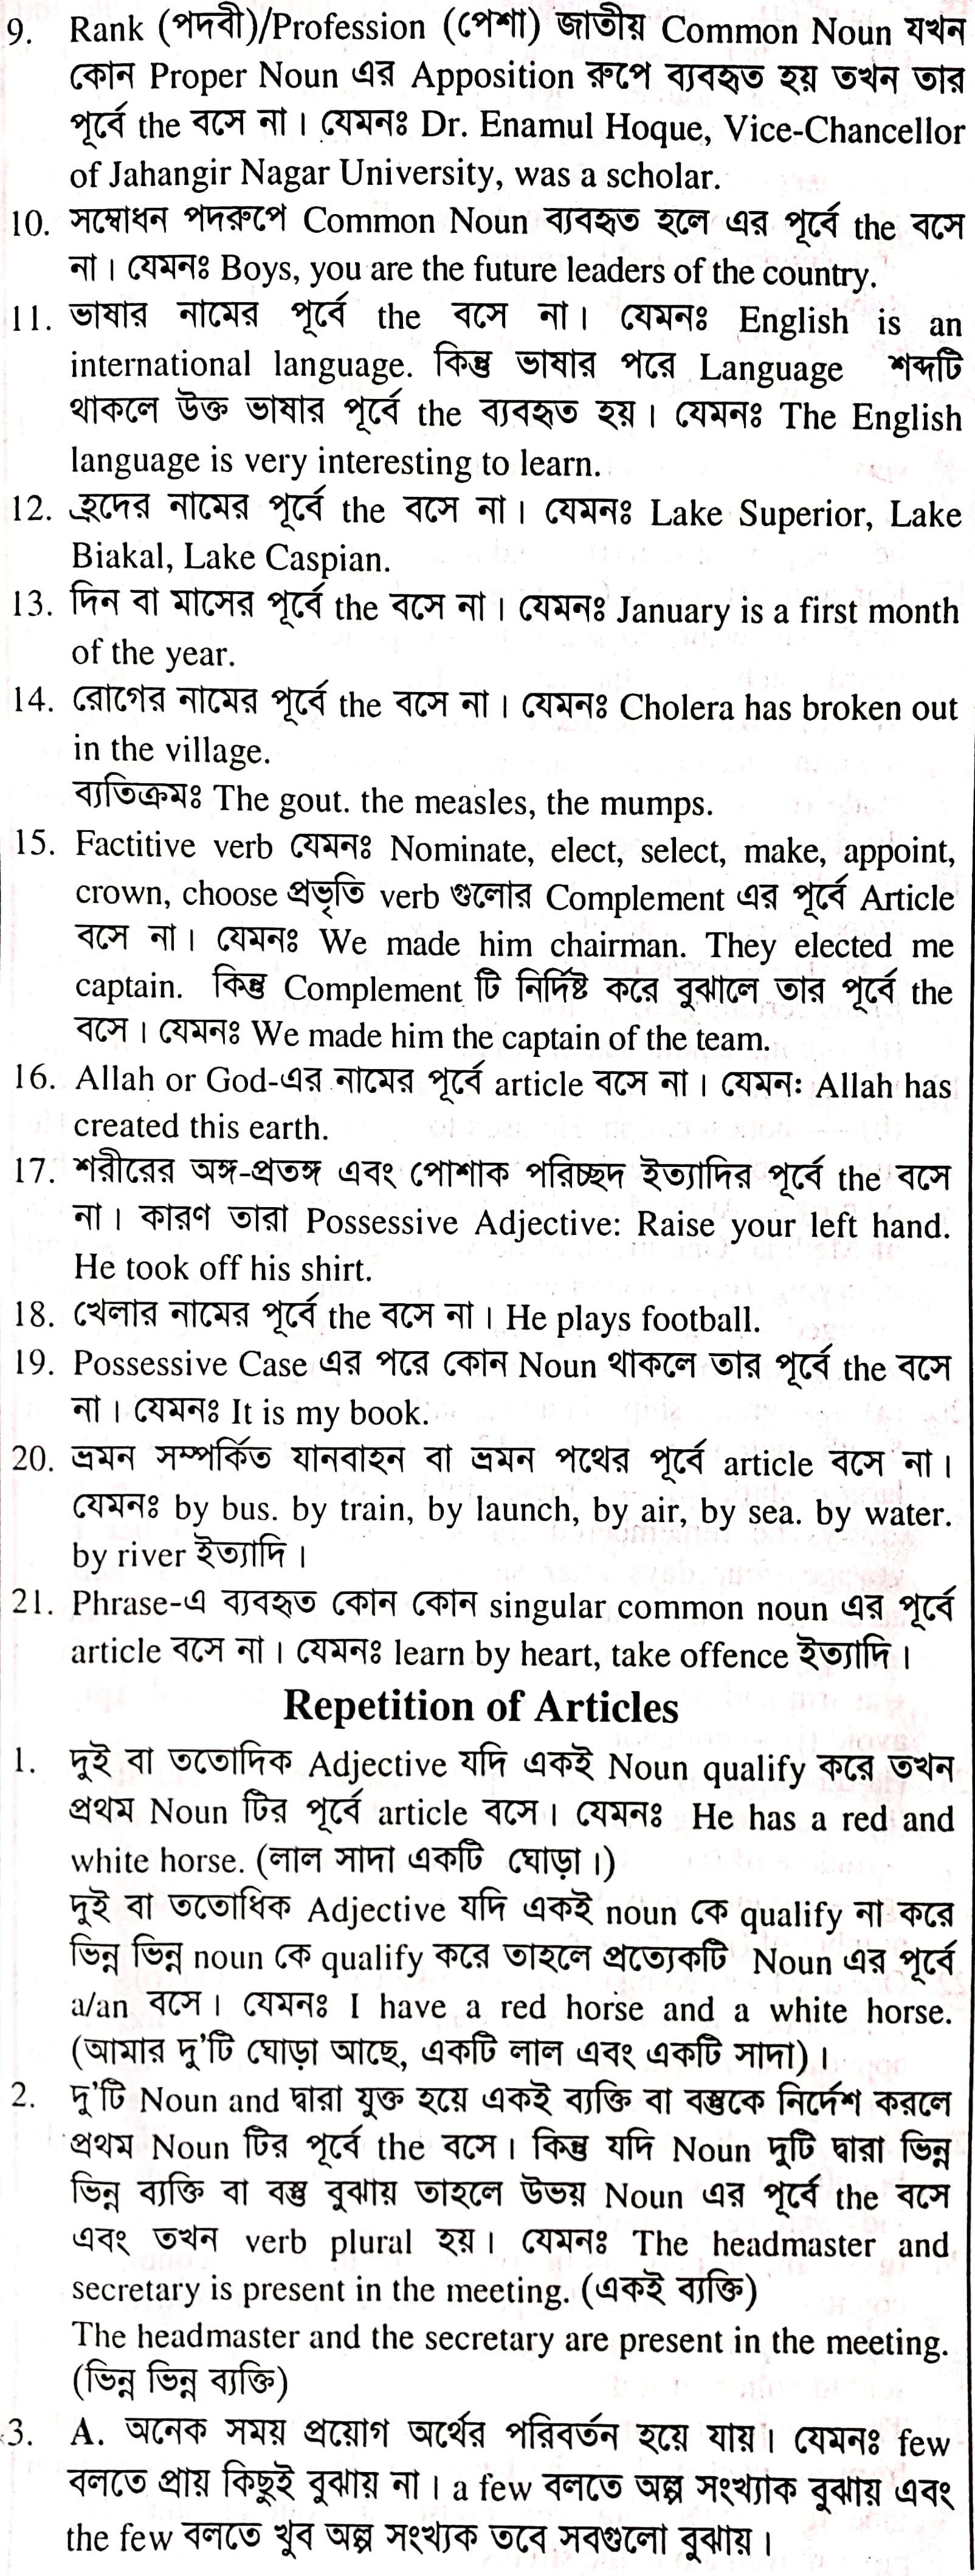 9. Rank (পদবী)/Profession (পেশা) জাতীয় Common Noun যখন
কোন Proper Noun এর Apposition রুপে ব্যবহৃত হয় তখন তার
পূর্বে the বসে না। যেমনঃ Dr. Enamul Hoque, Vice-Chancellor
of Jahangir Nagar University, was a scholar.
10. সম্বোধন পদরুপে Common Noun ব্যবহৃত হলে এর পূর্বে the বসে
না। যেমনঃ Boys, you are the future leaders of the country.
11. ভাষার নামের পূর্বে the বসে না। যেমনঃ English is an
international language. কিন্তু ভাষার পরে Language শব্দটি
থাকলে উক্ত ভাষার পূর্বে the ব্যবহৃত হয়। যেমনঃ The English
language is very interesting to learn.
12. হ্রদের নামের পূর্বে the বসে না। যেমনঃ Lake Superior, Lake
Biakal, Lake Caspian.
13. দিন বা মাসের পূর্বে the বসে না। যেমনঃ January is a first month
of the year.
14. রোগের নামের পূর্বে the বসে না। যেমনঃ Cholera has broken out
in the village.
ব্যতিক্রমঃ The gout. the measles, the mumps.
15. Factitive verb যেমনঃ Nominate, elect, select, make, appoint,
crown, choose প্রভৃতি verb গুলোর Complement এর পূর্বে Article
বসে না। যেমনঃ We made him chairman. They elected me
captain. কিন্তু Complement টি নির্দিষ্ট করে বুঝালে তার পূর্বে the
বসে। যেমনঃ We made him the captain of the team.
16. Allah or God-এর নামের পূর্বে article বসে না। যেমন: Allah has
created this earth.
17. শরীরের অঙ্গ-প্রতঙ্গ এবং পোশাক পরিচ্ছদ ইত্যাদির পূর্বে the বসে
না। কারণ তারা Possessive Adjective: Raise your left hand.
He took off his shirt.
18. খেলার নামের পূর্বে the বসে না। He plays football.
19. Possessive Case এর পরে কোন Noun থাকলে তার পূর্বে the বসে
না। যেমনঃ It is my book.
20. ভ্রমন সম্পর্কিত যানবাহন বা ভ্রমন পথের পূর্বে article বসে না।
যেমনঃ by bus. by train, by launch, by air, by sea. by water.
by river ইত্যাদি।
21. Phrase-এ ব্যবহৃত কোন কোন singular common noun এর পূর্বে
article বসে না। যেমনঃ learn by heart, take offence ইত্যাদি।
Repetition of Articles
1. দুই বা ততোদিক Adjective যদি একই Noun qualify করে তখন
প্রথম Noun টির পূর্বে article বসে। যেমনঃ He has a red and
white horse. (লাল সাদা একটি ঘোড়া।)
দুই বা ততোধিক Adjective যদি একই noun কে qualify না করে
ভিন্ন ভিন্ন noun কে qualify করে তাহলে প্রত্যেকটি Noun এর পূর্বে
a/an বসে। যেমনঃ I have a red horse and a white horse.
(আমার দু'টি ঘোড়া আছে, একটি লাল এবং একটি সাদা)।
2. দু'টি Noun and দ্বারা যুক্ত হয়ে একই ব্যক্তি বা বস্তুকে নির্দেশ করলে
প্রথম Noun টির পূর্বে the বসে। কিন্তু যদি Noun দুটি দ্বারা ভিন্ন
ভিন্ন ব্যক্তি বা বস্তু বুঝায় তাহলে উভয় Noun এর পূর্বে the বসে
এবং তখন verb plural হয়। যেমনঃ The headmaster and
secretary is present in the meeting. (একই ব্যক্তি)
The headmaster and the secretary are present in the meeting.
(ভিন্ন ভিন্ন ব্যক্তি)
3. A. অনেক সময় প্রয়োগ অর্থের পরিবর্তন হয়ে যায়। যেমনঃ few
বলতে প্রায় কিছুই বুঝায় না। a few বলতে অল্প সংখ্যাক বুঝায় এবং
the few বলতে খুব অল্প সংখ্যক তবে সবগুলো বুঝায়।